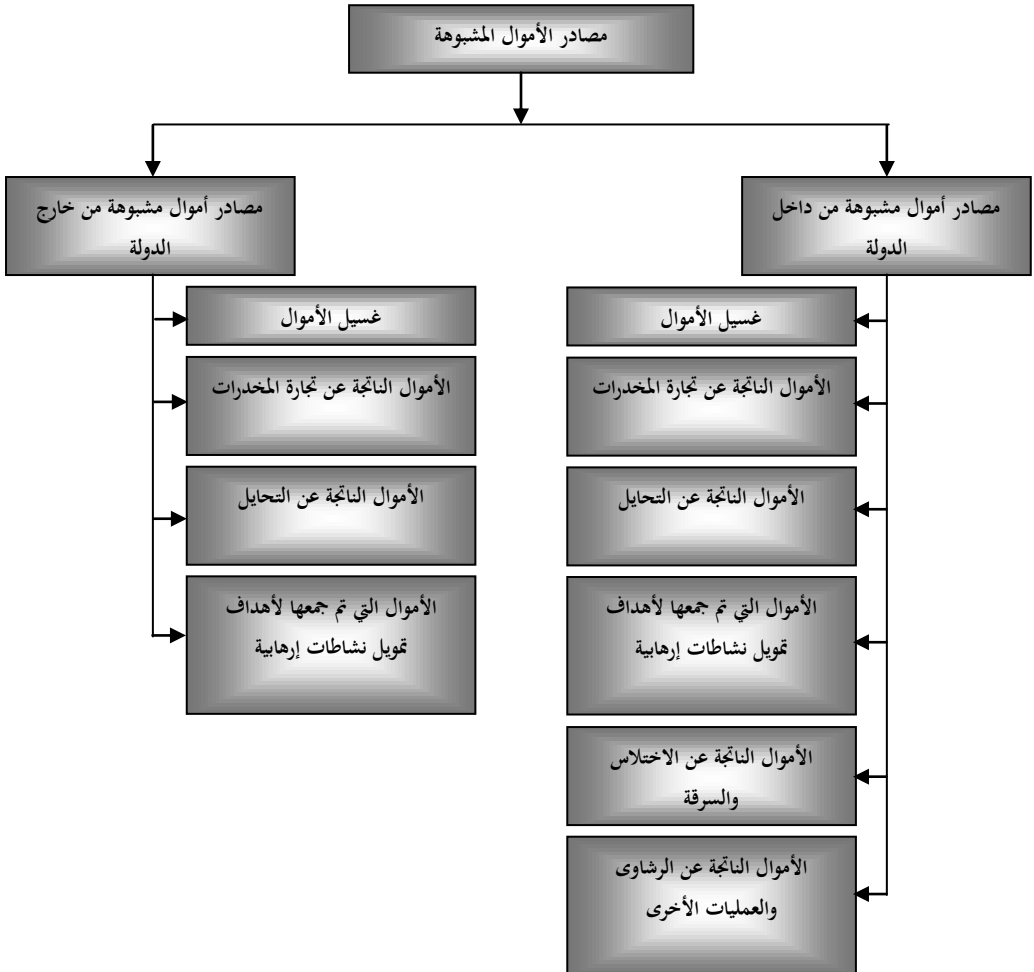 مصادر الأموال المشبوهة
مصادر أموال مشبوهة من داخل
الدولة
غسيل الأموال
الأموال الناتجة عن تجارة المخدرات
الأموال الناتجة عن التحايل
الأموال التي تم جمعها لأهداف
تمويل نشاطات إرهابية
الأموال الناتجة عن الاختلاس
والسرقة
الأموال الناتجة عن الرشاوى
والعمليات الأخرى
مصادر أموال مشبوهة من خارج
الدولة
غسيل الأموال
الأموال الناتجة عن تجارة المخدرات
الأموال الناتجة عن التحايل
الأموال التي تم جمعها لأهداف
تمويل نشاطات إرهابية